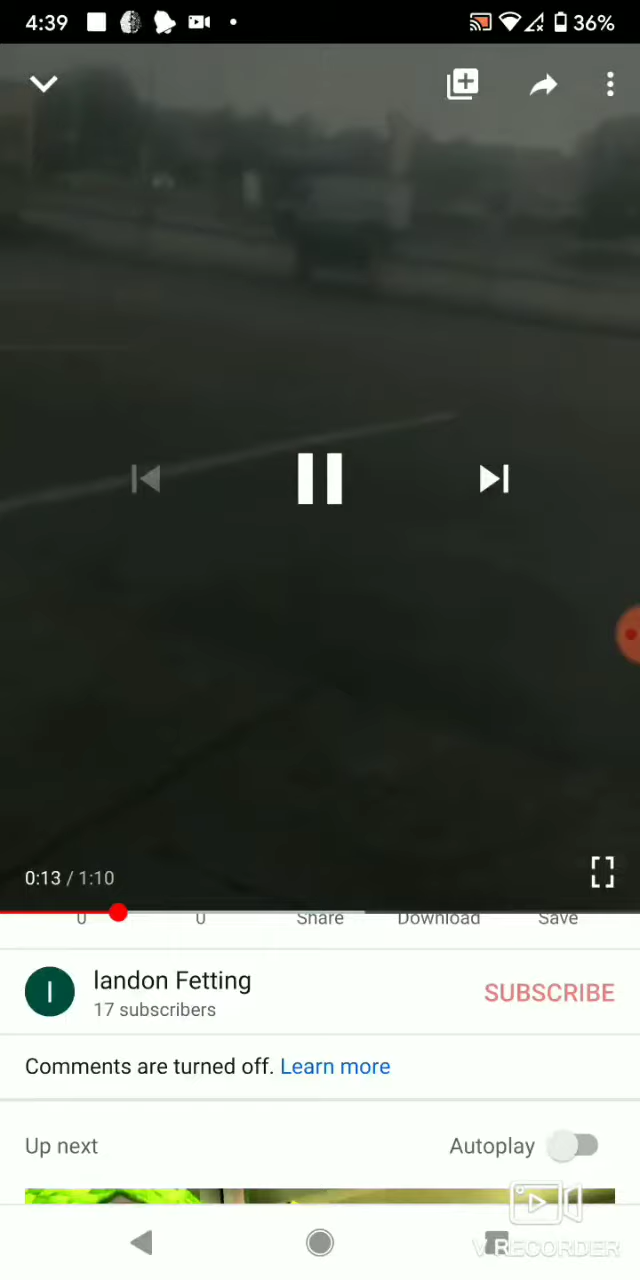 4:39 36%
0:13 / 1:10
0 0 Share Download Save
landon Fetting
17 subscribers
SUBSCRIBE
Comments are turned off. Learn more
Up next Autoplay
V RECORDER